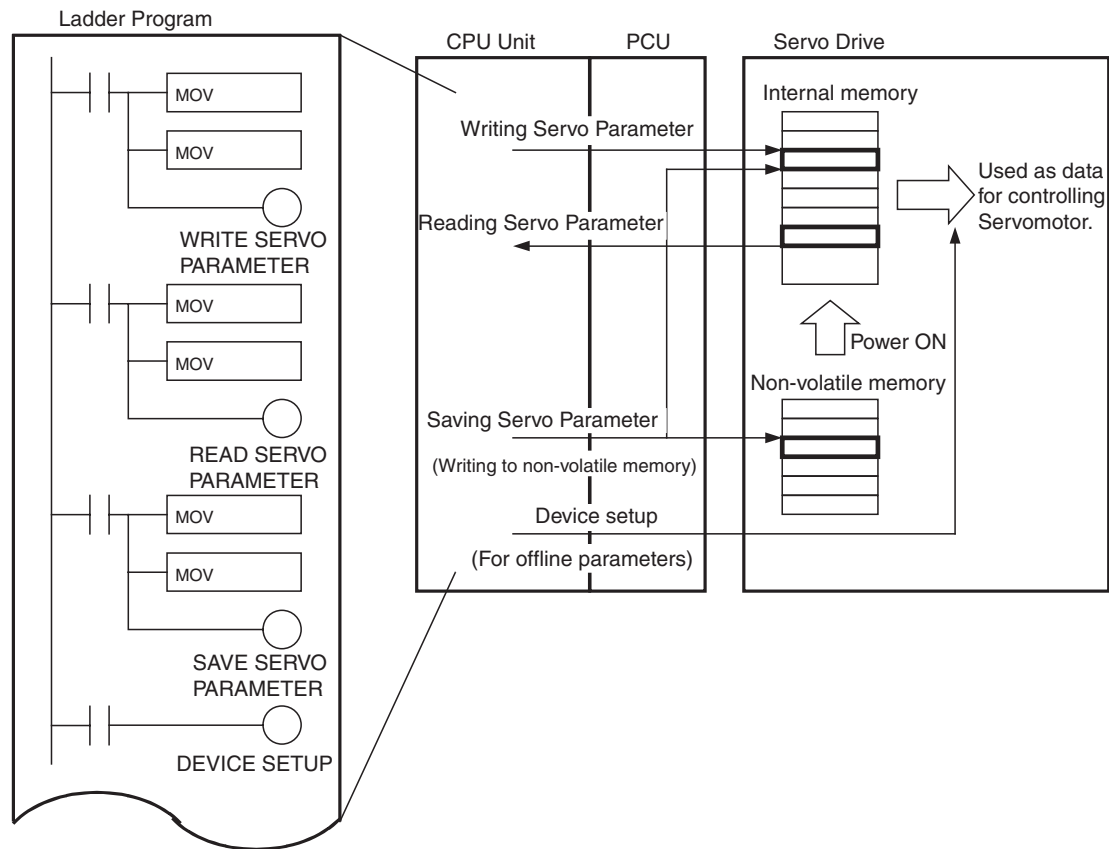 Ladder Program
MOV
MOV
WRITE SERVO
PARAMETER
MOV
MOV
READ SERVO
PARAMETER
MOV
MOV
SAVE SERVO
PARAMETER
DEVICE SETUP
CPU Unit
PCU
Servo Drive
Writing Servo Parameter
Reading Servo Parameter
Saving Servo Parameter
(Writing to non-volatile memory)
Device setup
(For offline parameters)
Internal memory
Used as data
for controlling
Servomotor.
Power ON
Non-volatile memory